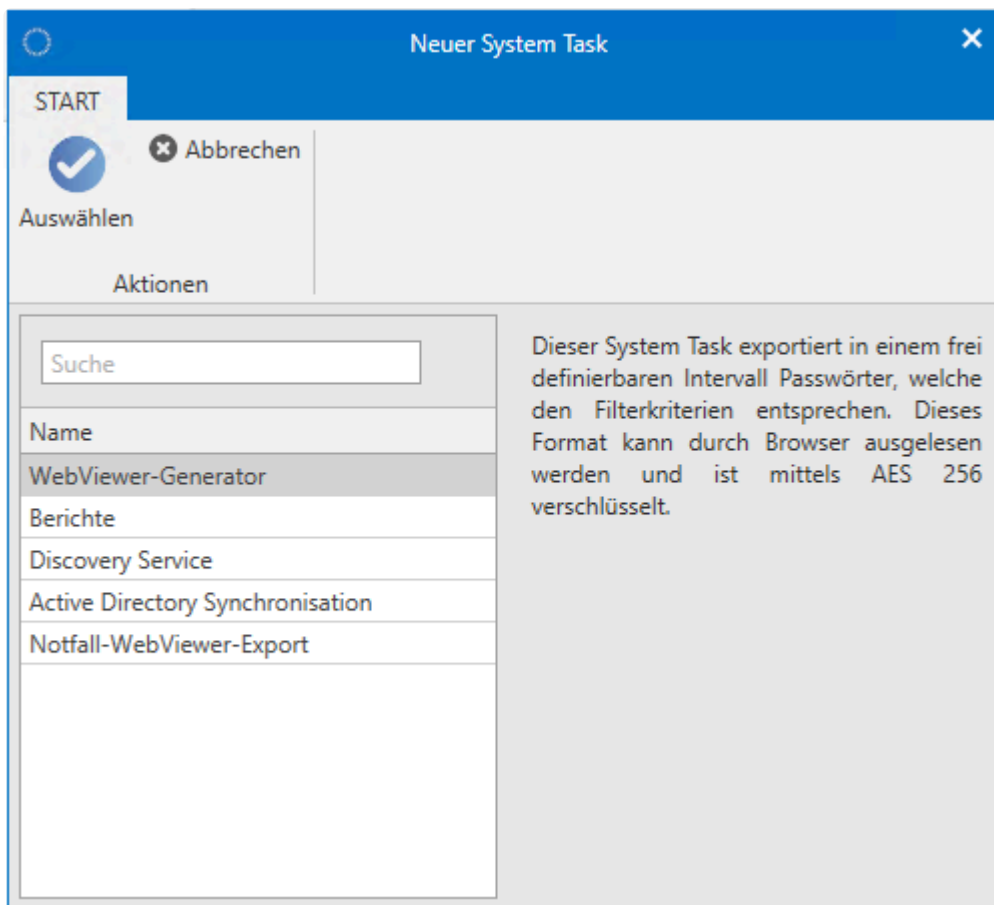 Neuer System Task
START
Abbrechen
Auswählen
Aktionen
Suche
Name
WebViewer-Generator
Berichte
Discovery Service
Active Directory Synchronisation
Notfall-WebViewer-Export
Dieser System Task exportiert in einem frei
definierbaren Intervall Passwörter, welche
den Filterkriterien entsprechen. Dieses
Format kann durch Browser ausgelesen
werden und ist mittels AES 256
verschlüsselt.